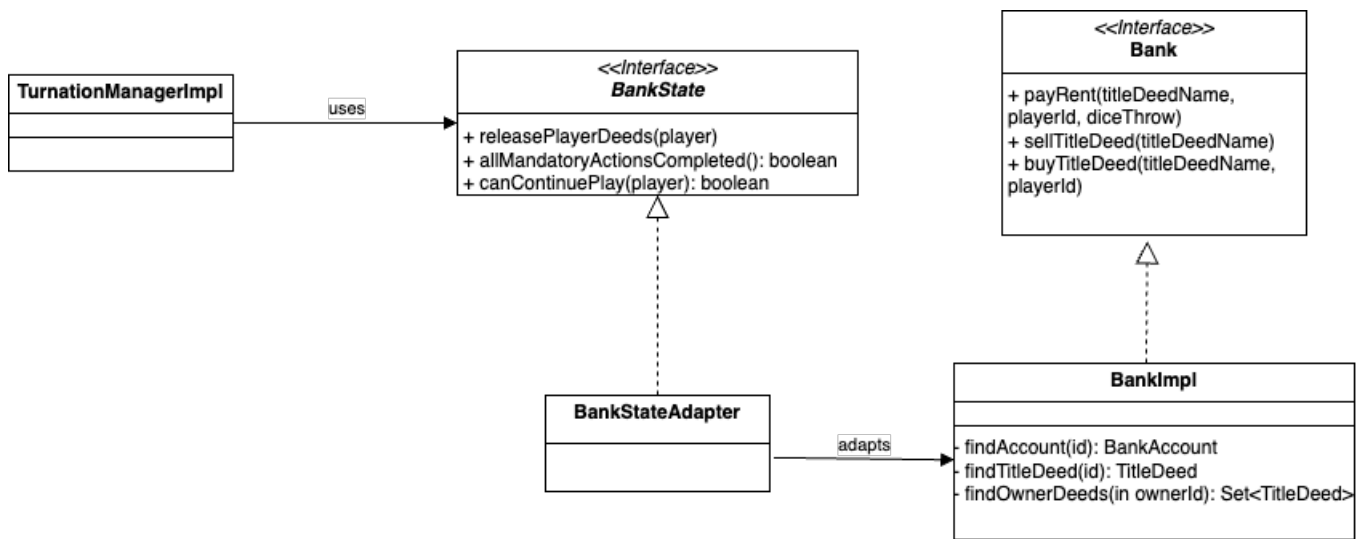 TurnationManagerImpl
uses
<<Interface>>
BankState
+ releasePlayerDeeds(player)
+ allMandatoryActionsCompleted(): boolean
+ canContinuePlay(player): boolean
<<Interface>>
Bank
+ payRent(titleDeedName,
playerId, diceThrow)
+ sellTitleDeed(titleDeedName)
+ buyTitleDeed(titleDeedName,
playerId)
BankStateAdapter
adapts
BankImpl
- findAccount(id): BankAccount
- findTitleDeed(id): TitleDeed
- findOwnerDeeds(in ownerId): Set<TitleDeed>